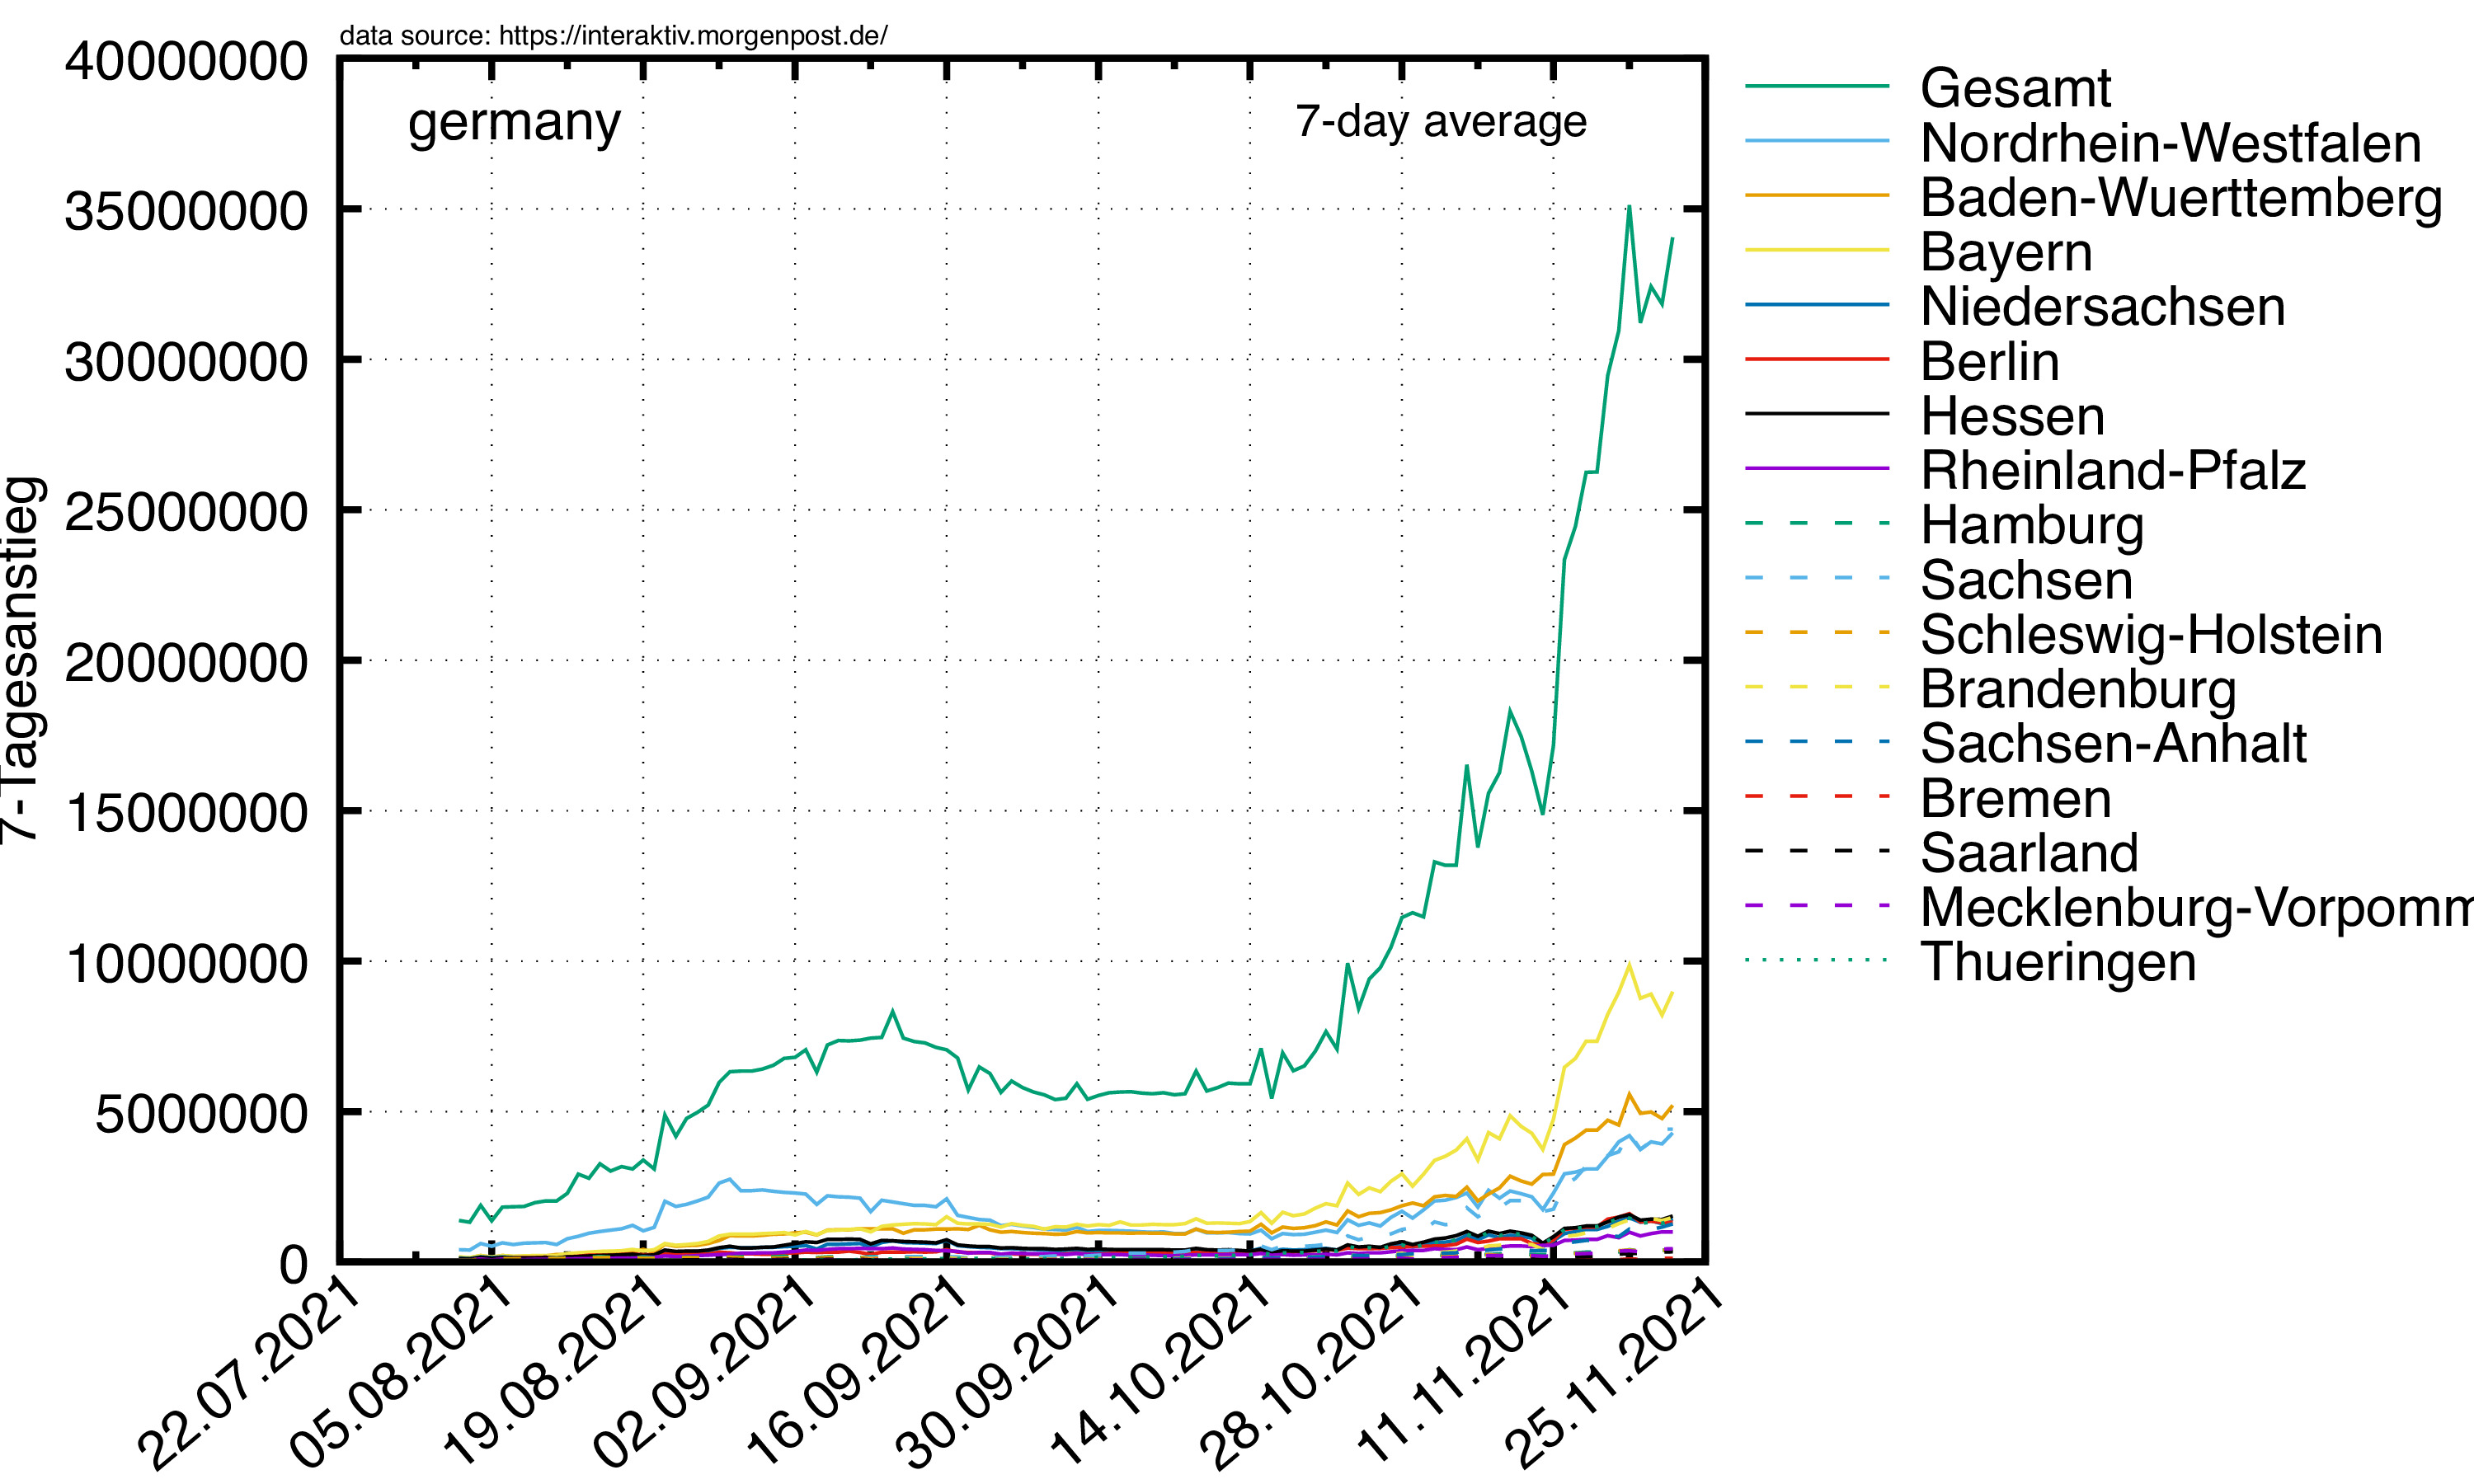 data source: https://interaktiv.morgenpost.de/
germany
7-day average
7-Tagesanstieg
40000000
35000000
30000000
25000000
20000000
15000000
10000000
5000000
0
22.07.2021
05.08.2021
19.08.2021
02.09.2021
16.09.2021
30.09.2021
14.10.2021
28.10.2021
11.11.2021
25.11.2021
Gesamt
Nordrhein-Westfalen
Baden-Wuerttemberg
Bayern
Niedersachsen
Berlin
Hessen
Rheinland-Pfalz
Hamburg
Sachsen
Schleswig-Holstein
Brandenburg
Sachsen-Anhalt
Bremen
Saarland
Mecklenburg-Vorpomm
Thueringen